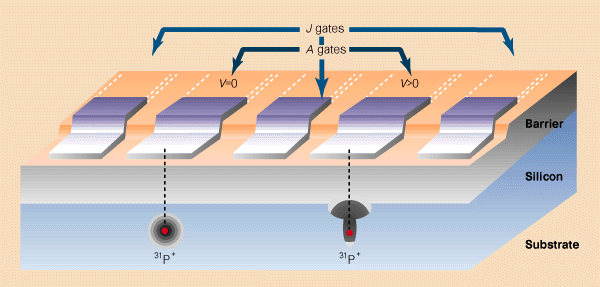 J gates
A gates
V=0
V>0
Barrier
Silicon
Substrate
³¹P⁺
³¹P⁺